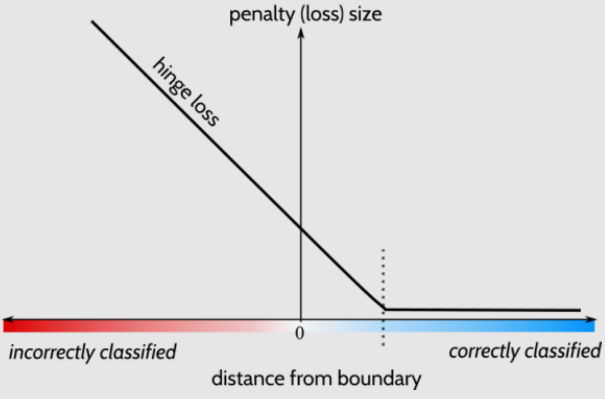 penalty (loss) size
hinge loss
0
incorrectly classified
correctly classified
distance from boundary